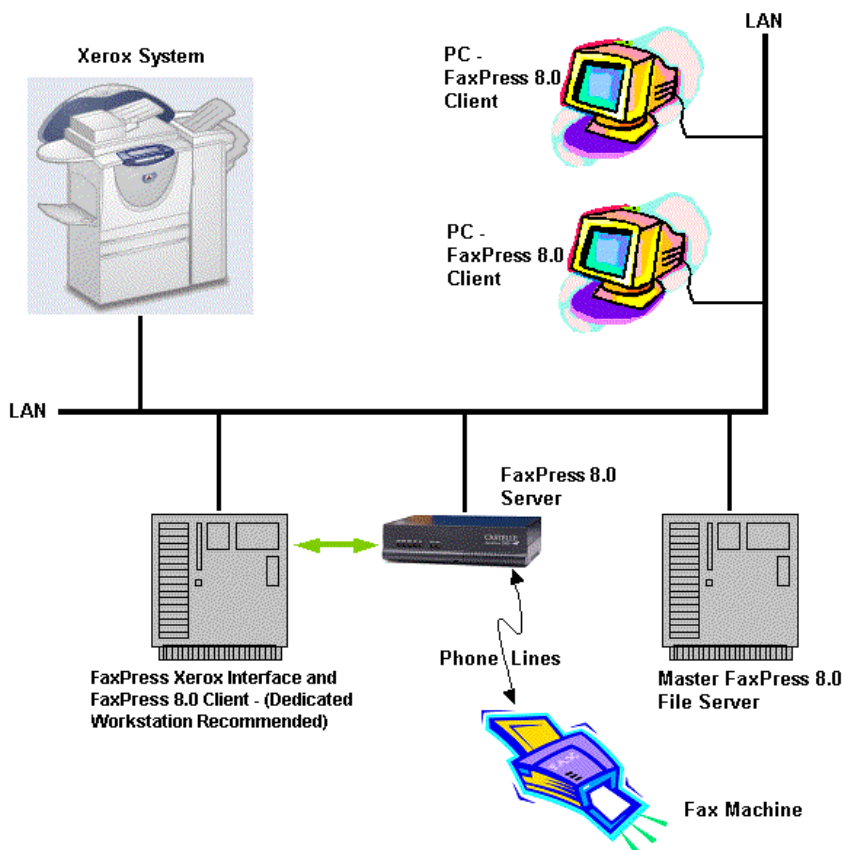 LAN
Xerox System
PC -
FaxPress 8.0
Client
PC -
FaxPress 8.0
Client
LAN
FaxPress 8.0
Server
CASTELLE
Phone Lines
FaxPress Xerox Interface and
FaxPress 8.0 Client - (Dedicated
Workstation Recommended)
Master FaxPress 8.0
File Server
FAX
Fax Machine